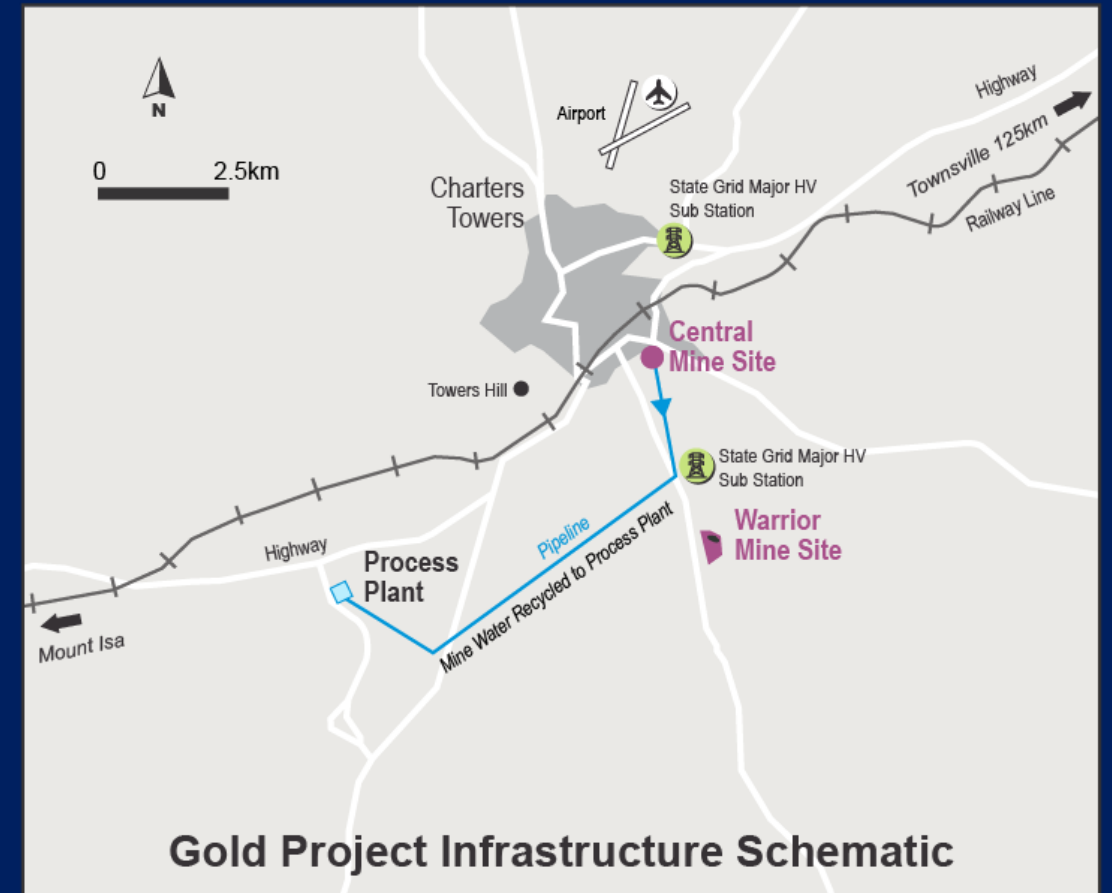 N
0 2.5km
Airport
Highway
Townsville 125km
Railway Line
Charters
Towers
State Grid Major HV
Sub Station
Central
Mine Site
Towers Hill
State Grid Major HV
Sub Station
Warrior
Mine Site
Pipeline
Mine Water Recycled to Process Plant
Highway
Process
Plant
Mount Isa
Gold Project Infrastructure Schematic